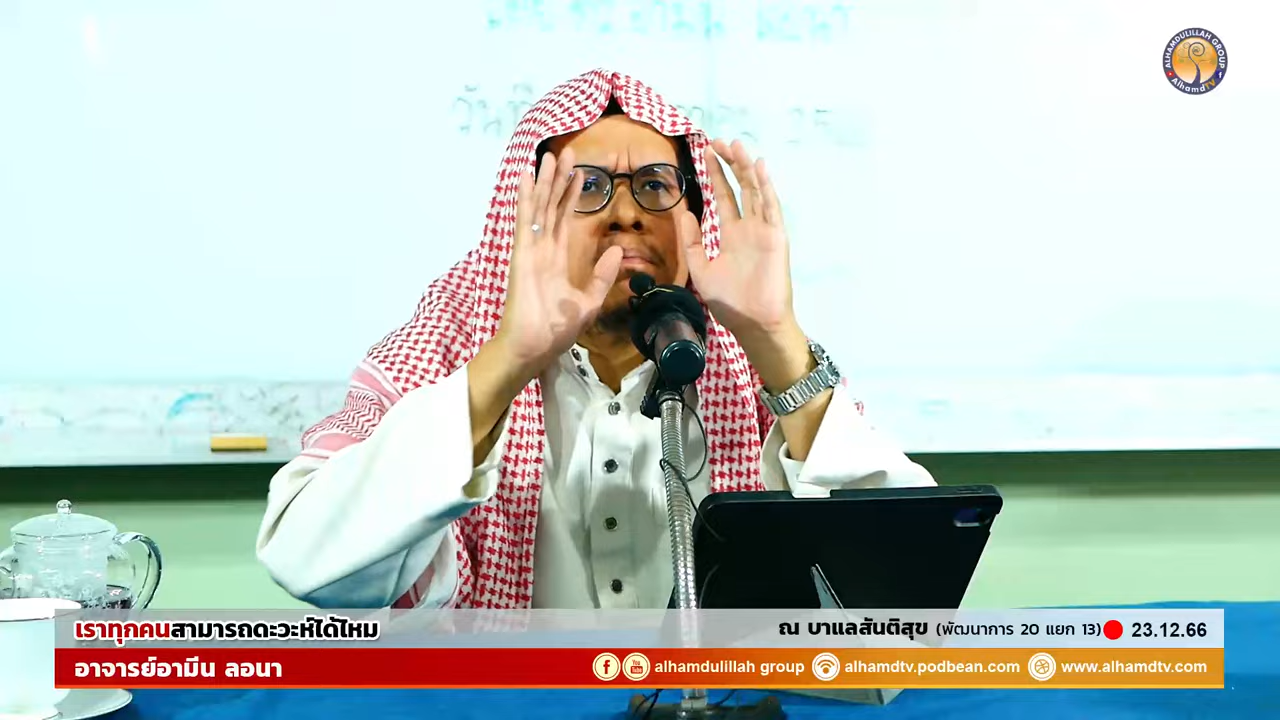 ALHAMDULILLAH GROUP
AlhamdTV
เราทุกคนสามารถดะวะห์ได้ไหม
ณ บาแลสันติสุข (พัฒนาการ 20 แยก 13) 23.12.66
อาจารย์อามีน ลอนา
alhamdulillah group alhamdtv.podbean.com www.alhamdtv.com